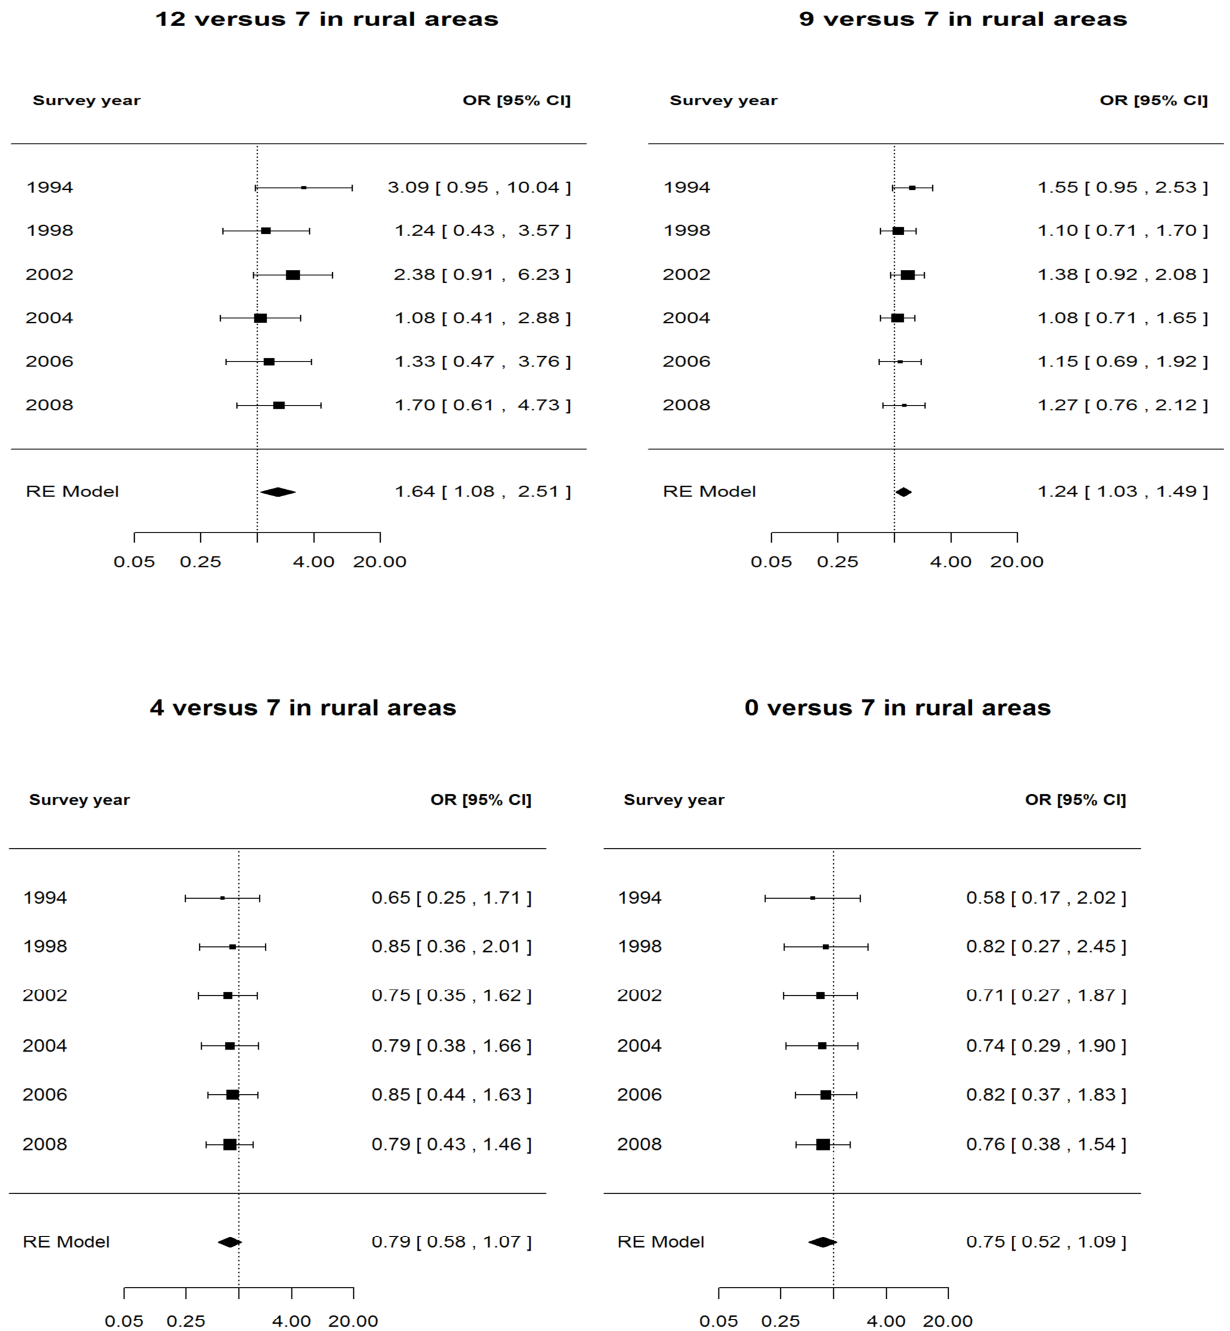 12 versus 7 in rural areas
Survey year OR [95% CI]
1994 3.09 [ 0.95 , 10.04 ]
1998 1.24 [ 0.43 , 3.57 ]
2002 2.38 [ 0.91 , 6.23 ]
2004 1.08 [ 0.41 , 2.88 ]
2006 1.33 [ 0.47 , 3.76 ]
2008 1.70 [ 0.61 , 4.73 ]
RE Model 1.64 [ 1.08 , 2.51 ]
0.05 0.25 4.00 20.00
9 versus 7 in rural areas
Survey year OR [95% CI]
1994 1.55 [ 0.95 , 2.53 ]
1998 1.10 [ 0.71 , 1.70 ]
2002 1.38 [ 0.92 , 2.08 ]
2004 1.08 [ 0.71 , 1.65 ]
2006 1.15 [ 0.69 , 1.92 ]
2008 1.27 [ 0.76 , 2.12 ]
RE Model 1.24 [ 1.03 , 1.49 ]
0.05 0.25 4.00 20.00
4 versus 7 in rural areas
Survey year OR [95% CI]
1994 0.65 [ 0.25 , 1.71 ]
1998 0.85 [ 0.36 , 2.01 ]
2002 0.75 [ 0.35 , 1.62 ]
2004 0.79 [ 0.38 , 1.66 ]
2006 0.85 [ 0.44 , 1.63 ]
2008 0.79 [ 0.43 , 1.46 ]
RE Model 0.79 [ 0.58 , 1.07 ]
0.05 0.25 4.00 20.00
0 versus 7 in rural areas
Survey year OR [95% CI]
1994 0.58 [ 0.17 , 2.02 ]
1998 0.82 [ 0.27 , 2.45 ]
2002 0.71 [ 0.27 , 1.87 ]
2004 0.74 [ 0.29 , 1.90 ]
2006 0.82 [ 0.37 , 1.83 ]
2008 0.76 [ 0.38 , 1.54 ]
RE Model 0.75 [ 0.52 , 1.09 ]
0.05 0.25 4.00 20.00